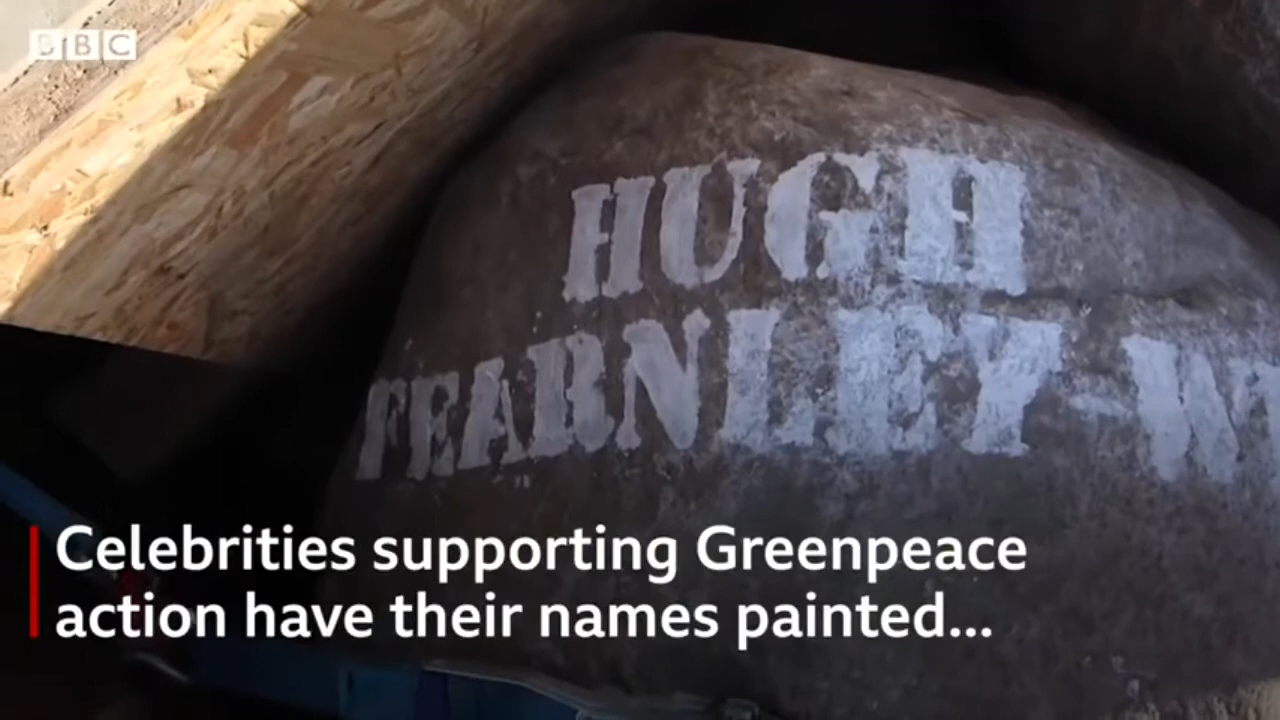 BBC
HUGH
FEARNLEY-W
Celebrities supporting Greenpeace
action have their names painted...